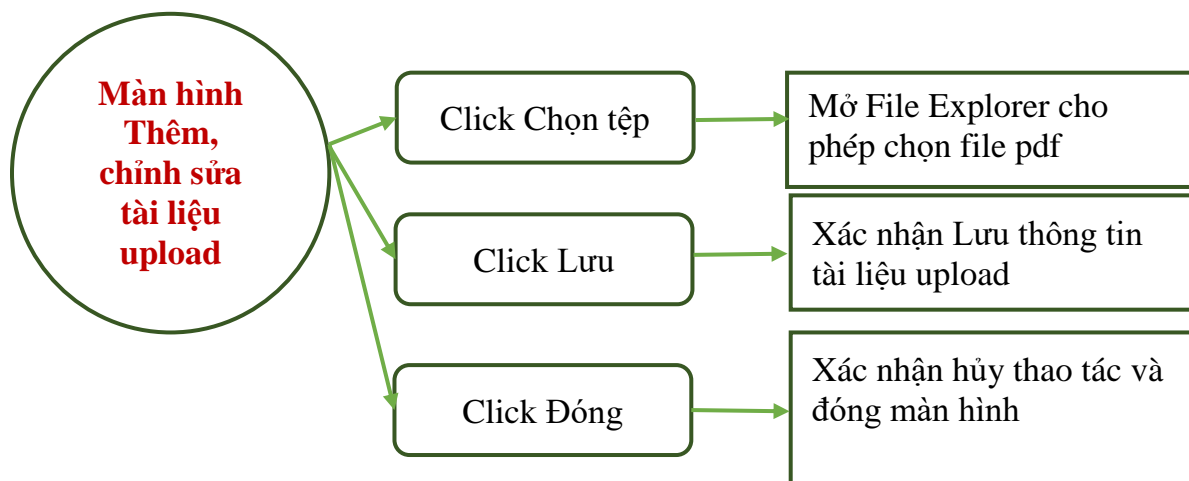 Màn hình
Thêm,
chỉnh sửa
tài liệu
upload
Click Chọn tệp
Mở File Explorer cho
phép chọn file pdf
Click Lưu
Xác nhận Lưu thông tin
tài liệu upload
Click Đóng
Xác nhận hủy thao tác và
đóng màn hình